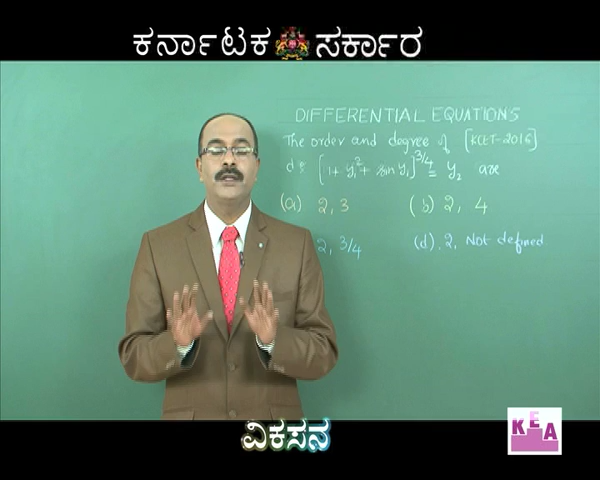 ಕರ್ನಾಟಕ ಸರ್ಕಾರ
DIFFERENTIAL EQUATIONS
The order and degree of [KCET-2016]
d.e. [1 + y₁² + sin y₁]^3/4 = y₂ are
(a) 2, 3 (b) 2, 4
2, 3/4 (d). 2, Not defined
ವಿಕಸನ
KEA